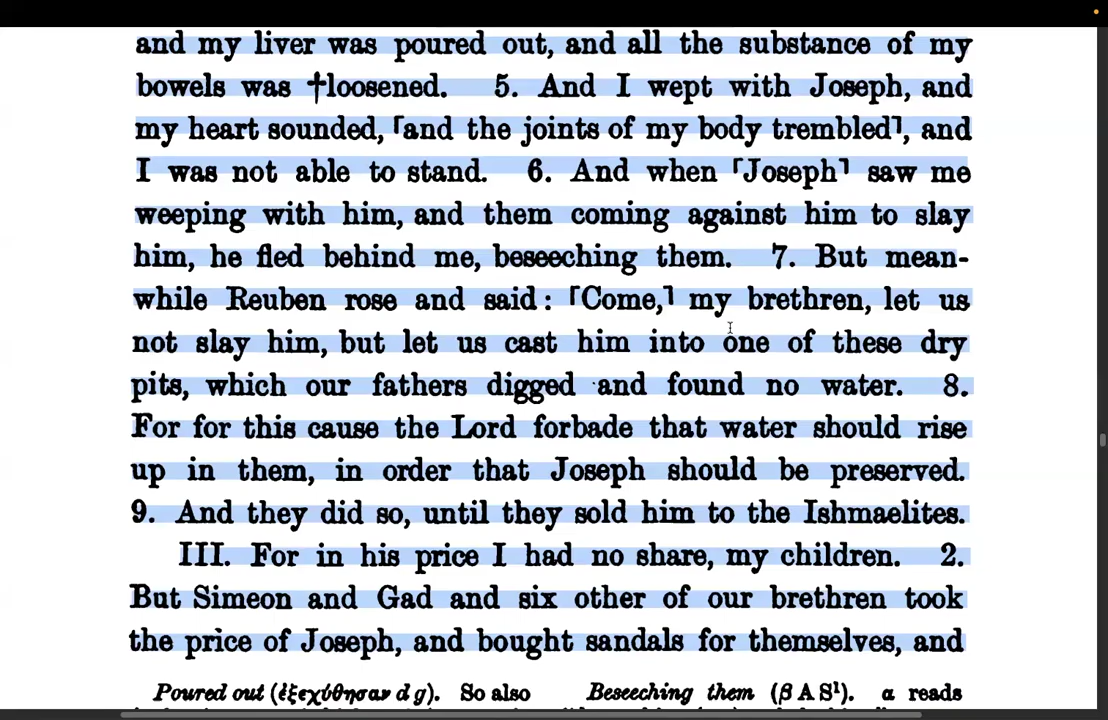 and my liver was poured out, and all the substance of my
bowels was †loosened. 5. And I wept with Joseph, and
my heart sounded, ⌜and the joints of my body trembled⌝, and
I was not able to stand. 6. And when ⌜Joseph⌝ saw me
weeping with him, and them coming against him to slay
him, he fled behind me, beseeching them. 7. But mean-
while Reuben rose and said: ⌜Come,⌝ my brethren, let us
not slay him, but let us cast him into one of these dry
pits, which our fathers digged and found no water. 8.
For for this cause the Lord forbade that water should rise
up in them, in order that Joseph should be preserved.
9. And they did so, until they sold him to the Ishmaelites.
III. For in his price I had no share, my children. 2.
But Simeon and Gad and six other of our brethren took
the price of Joseph, and bought sandals for themselves, and
Poured out (ἐξεχύθησαν d g). So also
Beseeching them (β A S¹). α reads